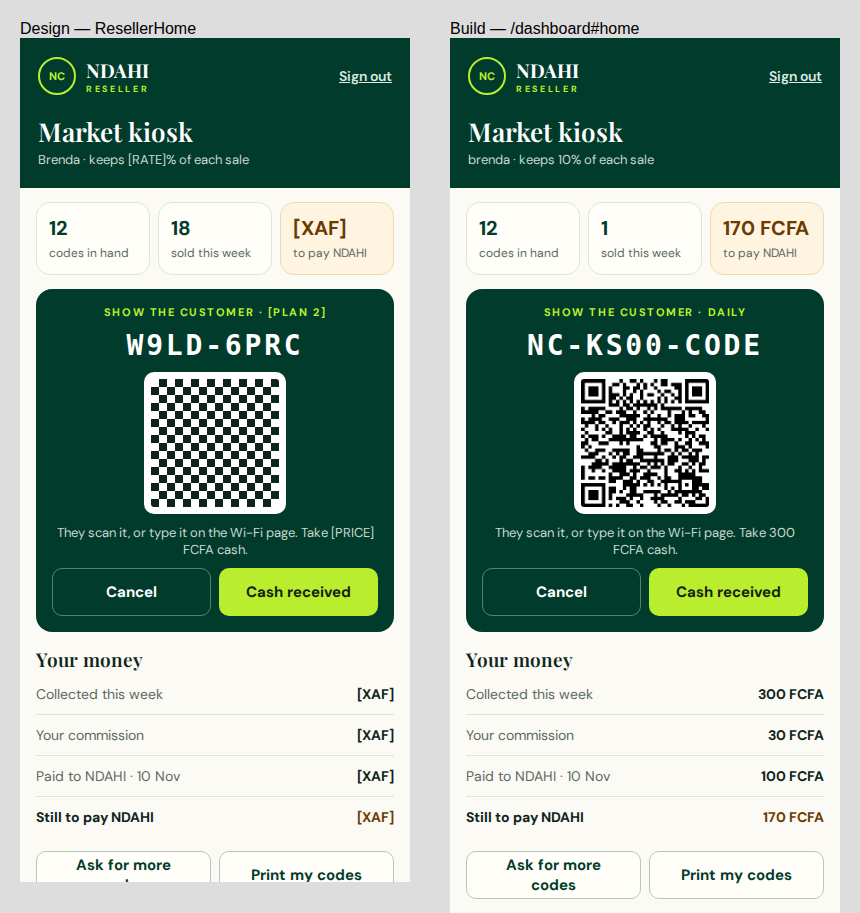 Design — ResellerHome
NC
NDAHI
RESELLER
Sign out
Market kiosk
Brenda · keeps [RATE]% of each sale
12
codes in hand
18
sold this week
[XAF]
to pay NDAHI
SHOW THE CUSTOMER · [PLAN 2]
W9LD-6PRC
They scan it, or type it on the Wi-Fi page. Take [PRICE]
FCFA cash.
Cancel
Cash received
Your money
Collected this week
[XAF]
Your commission
[XAF]
Paid to NDAHI · 10 Nov
[XAF]
Still to pay NDAHI
[XAF]
Ask for more
Print my codes
Build — /dashboard#home
NC
NDAHI
RESELLER
Sign out
Market kiosk
brenda · keeps 10% of each sale
12
codes in hand
1
sold this week
170 FCFA
to pay NDAHI
SHOW THE CUSTOMER · DAILY
NC-KS00-CODE
They scan it, or type it on the Wi-Fi page. Take 300
FCFA cash.
Cancel
Cash received
Your money
Collected this week
300 FCFA
Your commission
30 FCFA
Paid to NDAHI · 10 Nov
100 FCFA
Still to pay NDAHI
170 FCFA
Ask for more
codes
Print my codes